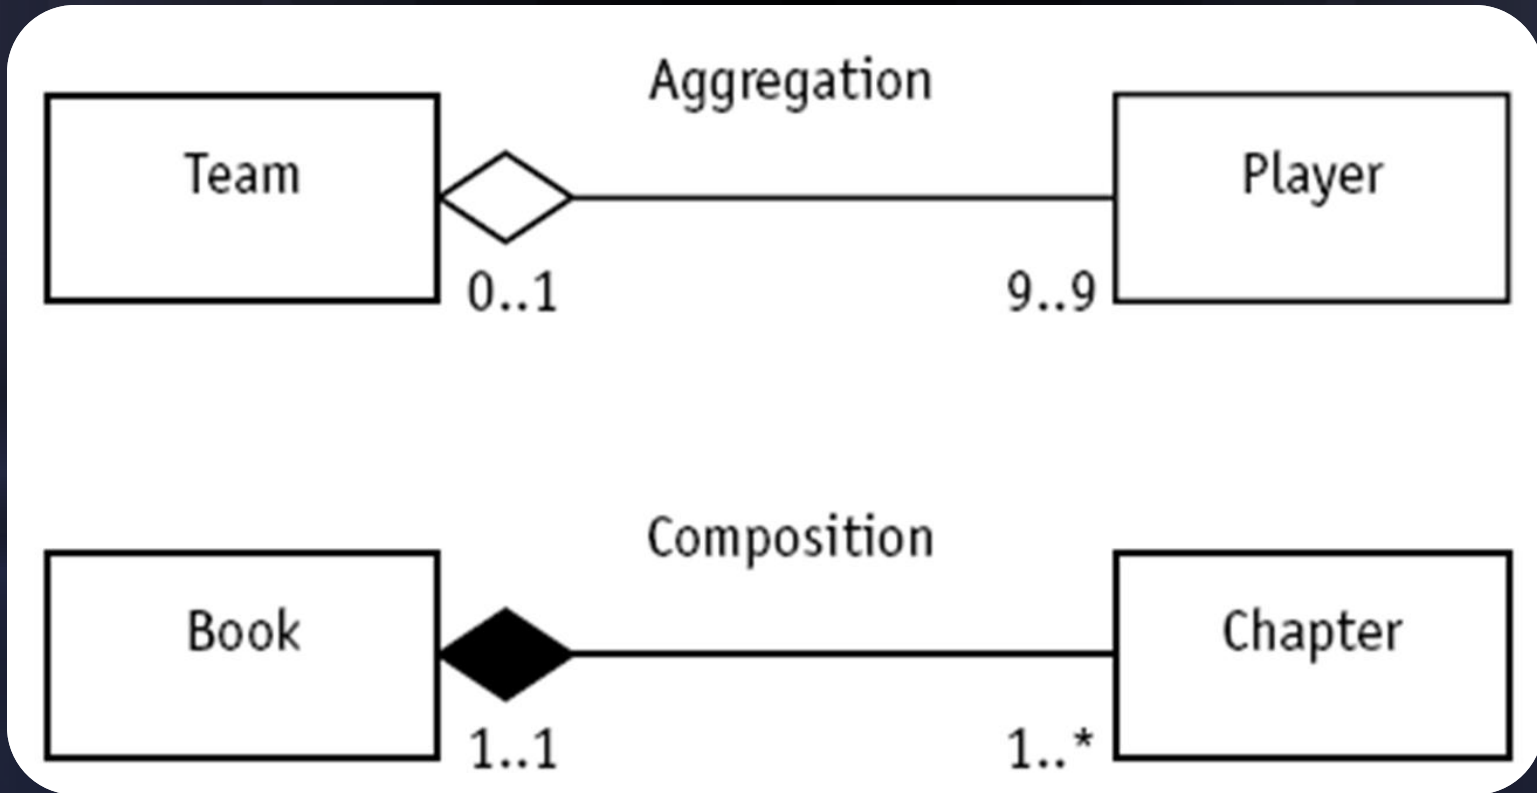 Aggregation
Team
Player
0..1
9..9
Composition
Book
Chapter
1..1
1..*